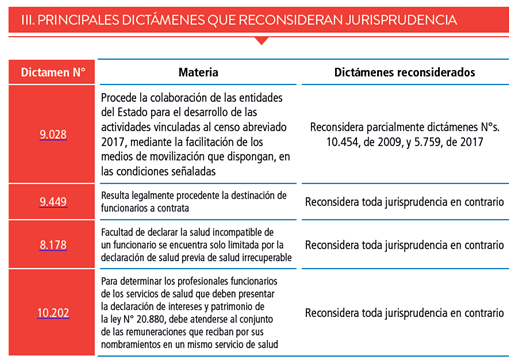 III. PRINCIPALES DICTÁMENES QUE RECONSIDERAN JURISPRUDENCIA
Dictamen N°
Materia
Dictámenes reconsiderados
9.028
Procede la colaboración de las entidades
del Estado para el desarrollo de las
actividades vinculadas al censo abreviado
2017, mediante la facilitación de los
medios de movilización que dispongan, en
las condiciones señaladas
Reconsidera parcialmente dictámenes N°s.
10.454, de 2009, y 5.759, de 2017
9.449
Resulta legalmente procedente la destinación de
funcionarios a contrata
Reconsidera toda jurisprudencia en contrario
8.178
Facultad de declarar la salud incompatible de
un funcionario se encuentra solo limitada por la
declaración de salud previa de salud irrecuperable
Reconsidera toda jurisprudencia en contrario
10.202
Para determinar los profesionales funcionarios
de los servicios de salud que deben presentar
la declaración de intereses y patrimonio de
la ley N° 20.880, debe atenderse al conjunto
de las remuneraciones que reciban por sus
nombramientos en un mismo servicio de salud
Reconsidera toda jurisprudencia en contrario